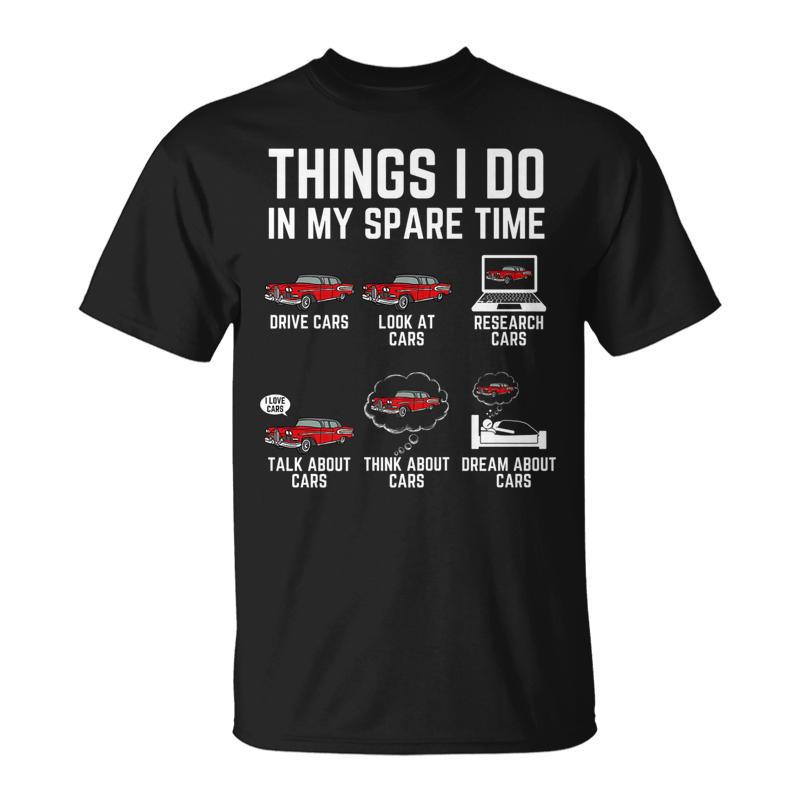 THINGS I DO
IN MY SPARE TIME
DRIVE CARS
LOOK AT
CARS
RESEARCH
CARS
I LOVE
CARS
TALK ABOUT
CARS
THINK ABOUT
CARS
DREAM ABOUT
CARS